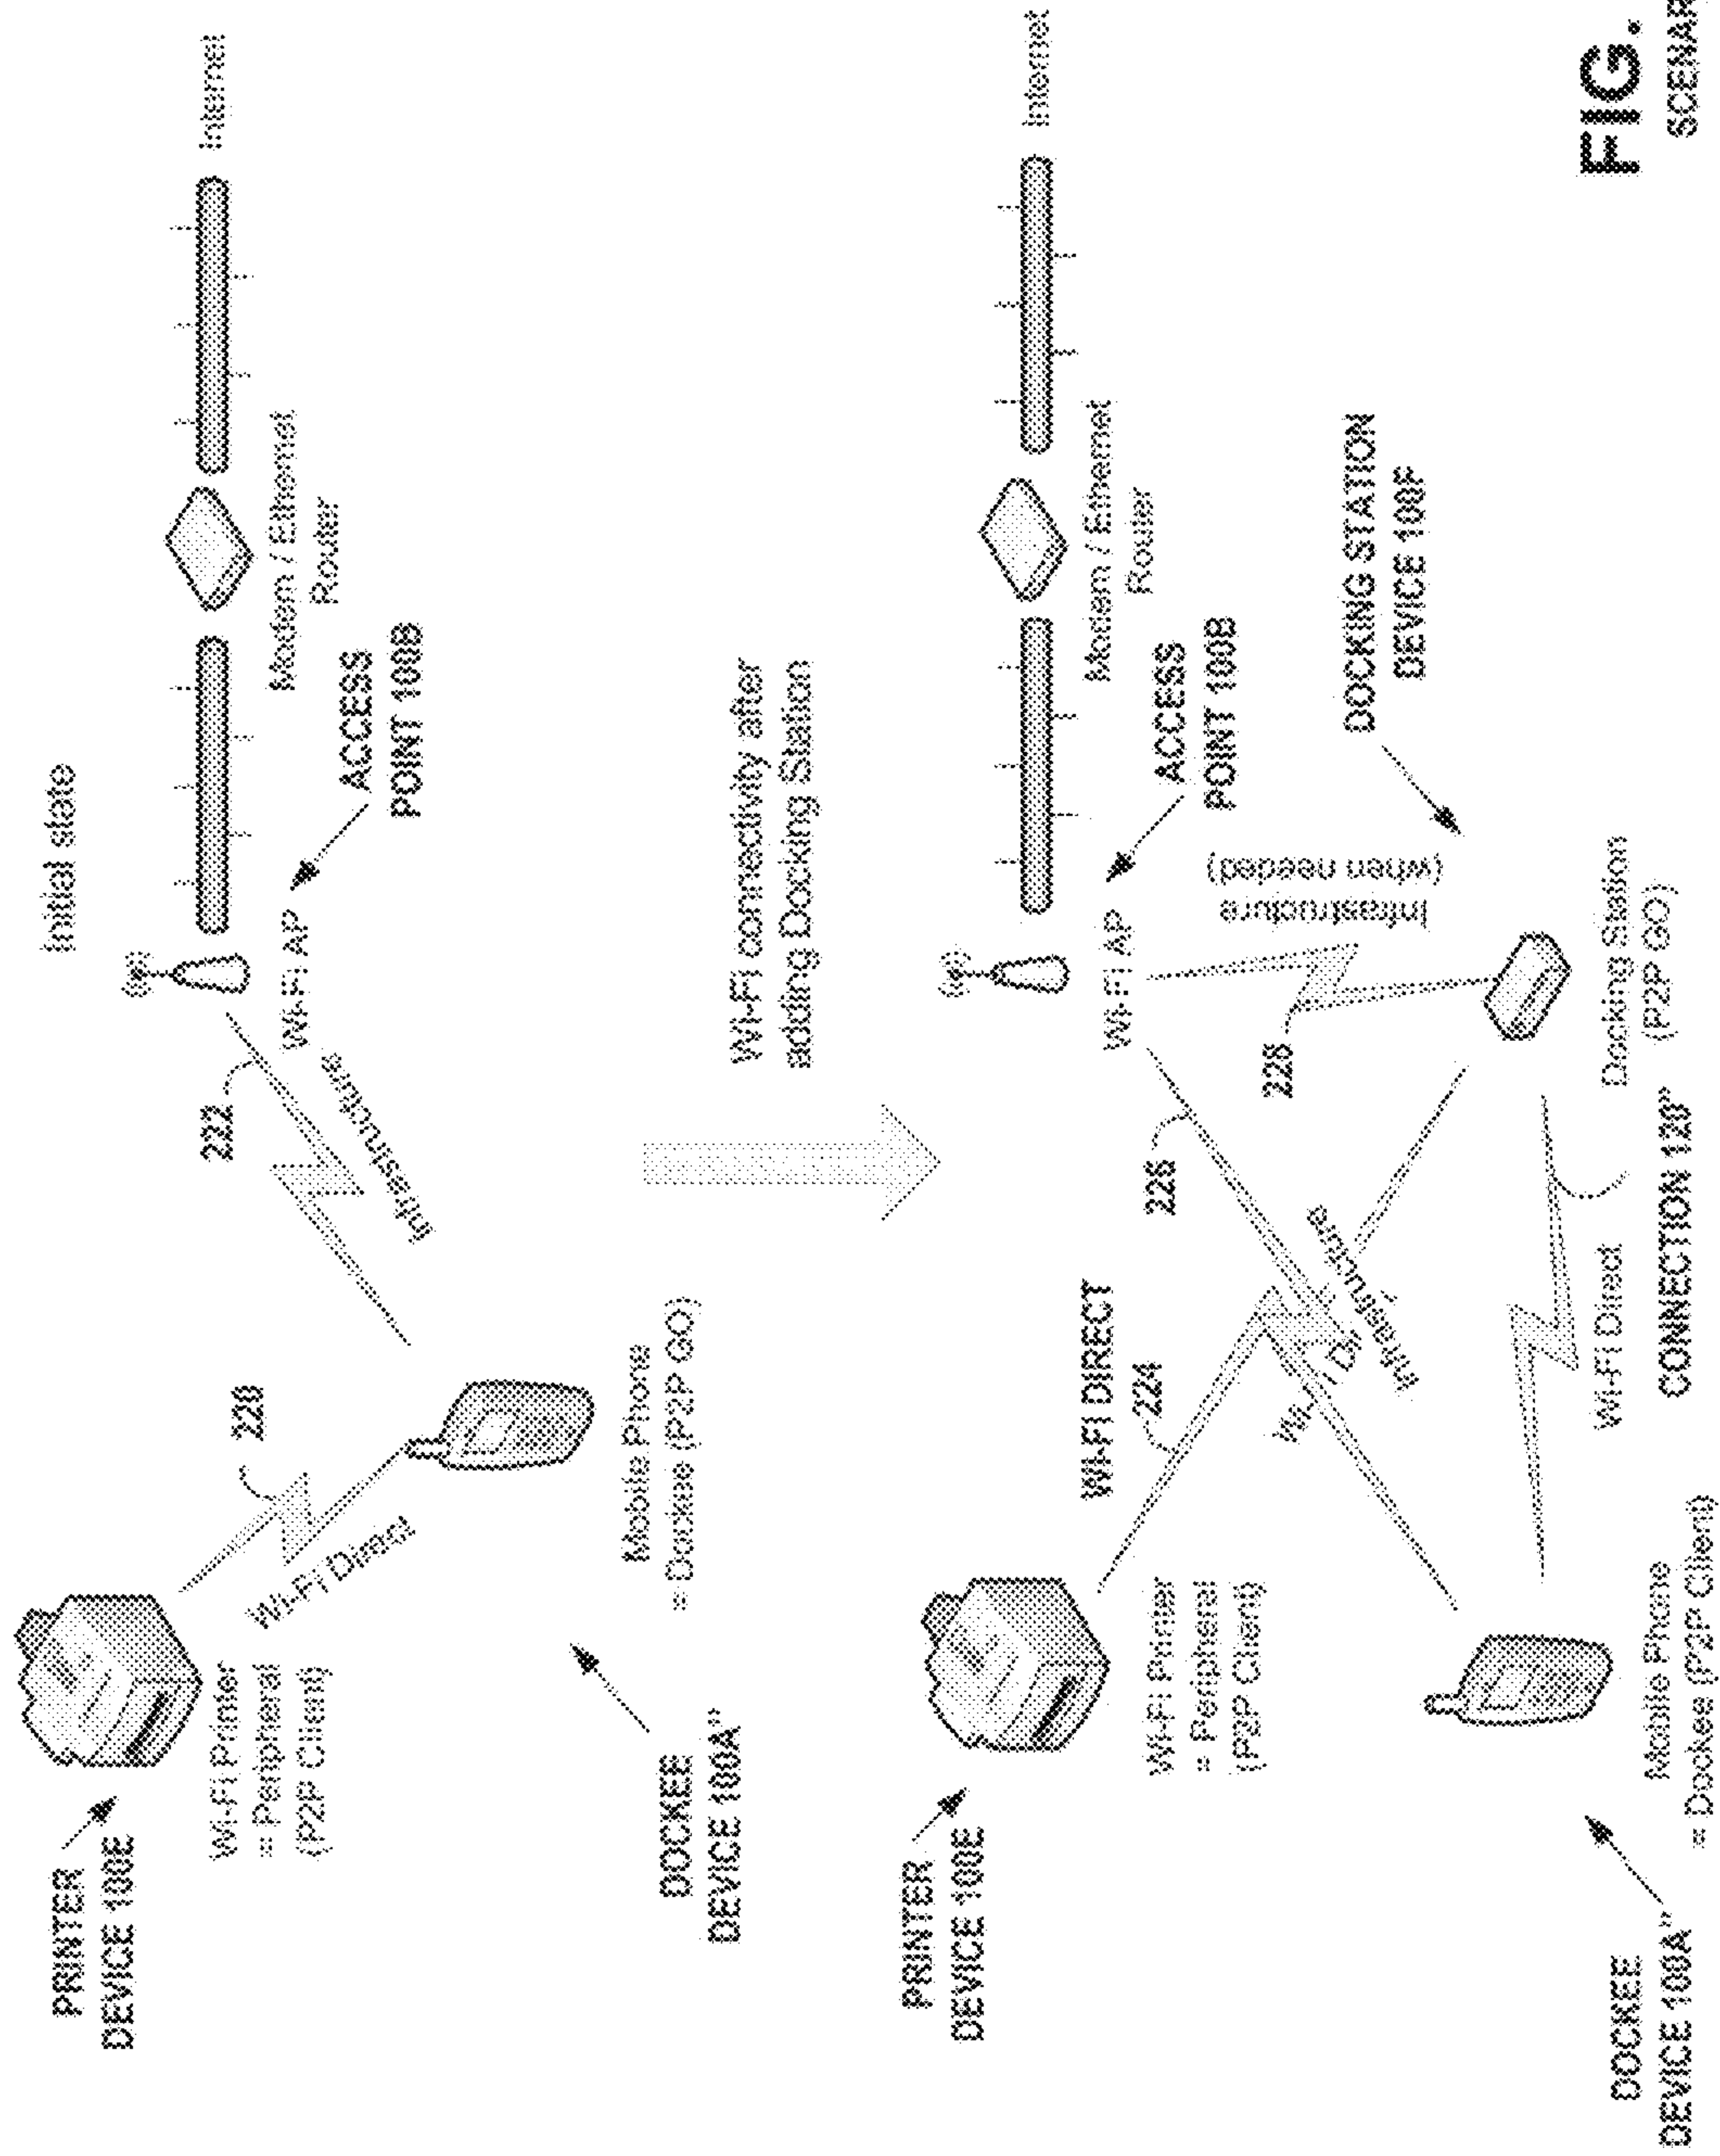 Initial state
PRINTER
DEVICE 100E
Wi-Fi Printer
= Peripheral
(P2P Client)
Wi-Fi Direct
220
Mobile Phone
= Dockee (P2P GO)
DOCKEE
DEVICE 100A"
222
Infrastructure
Wi-Fi AP
ACCESS
POINT 100B
Modem / Ethernet
Router
Internet
Wi-Fi connectivity after
adding Docking Station
PRINTER
DEVICE 100E
Wi-Fi Printer
= Peripheral
(P2P Client)
WI-FI DIRECT
224
226
Infrastructure
Wi-Fi AP
ACCESS
POINT 100B
Modem / Ethernet
Router
Internet
228
Infrastructure
(when needed)
DOCKING STATION
DEVICE 100F
Docking Station
(P2P GO)
Wi-Fi Direct
CONNECTION 120"
Mobile Phone
= Dockee (P2P Client)
DOCKEE
DEVICE 100A"
FIG.